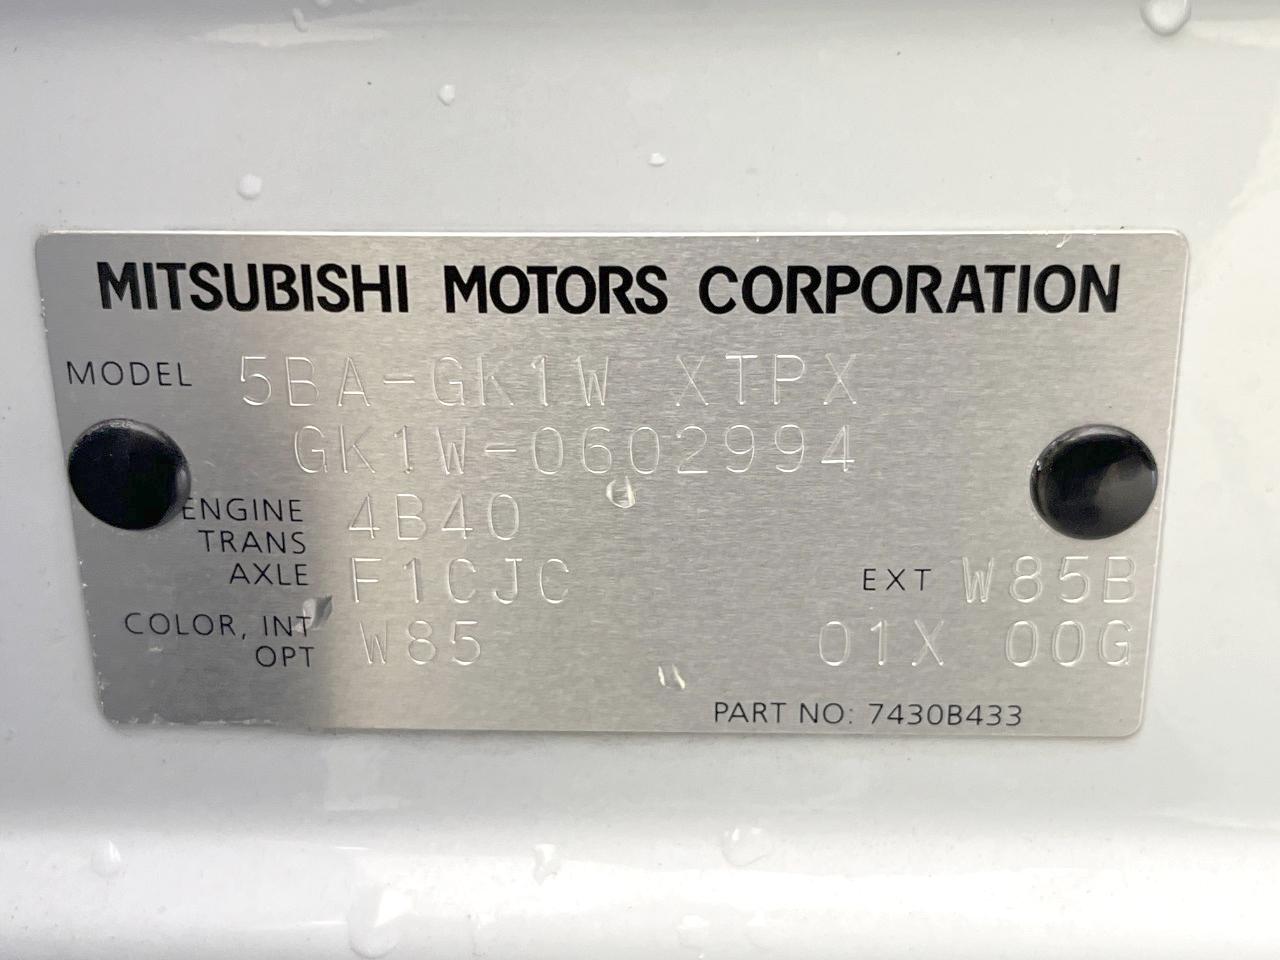 MITSUBISHI MOTORS CORPORATION
MODEL 5BA-GK1W XTPX
GK1W-0602994
ENGINE 4B40
TRANS
AXLE F1CJC EXT W85B
COLOR, INT W85 01X 00G
OPT
PART NO: 7430B433